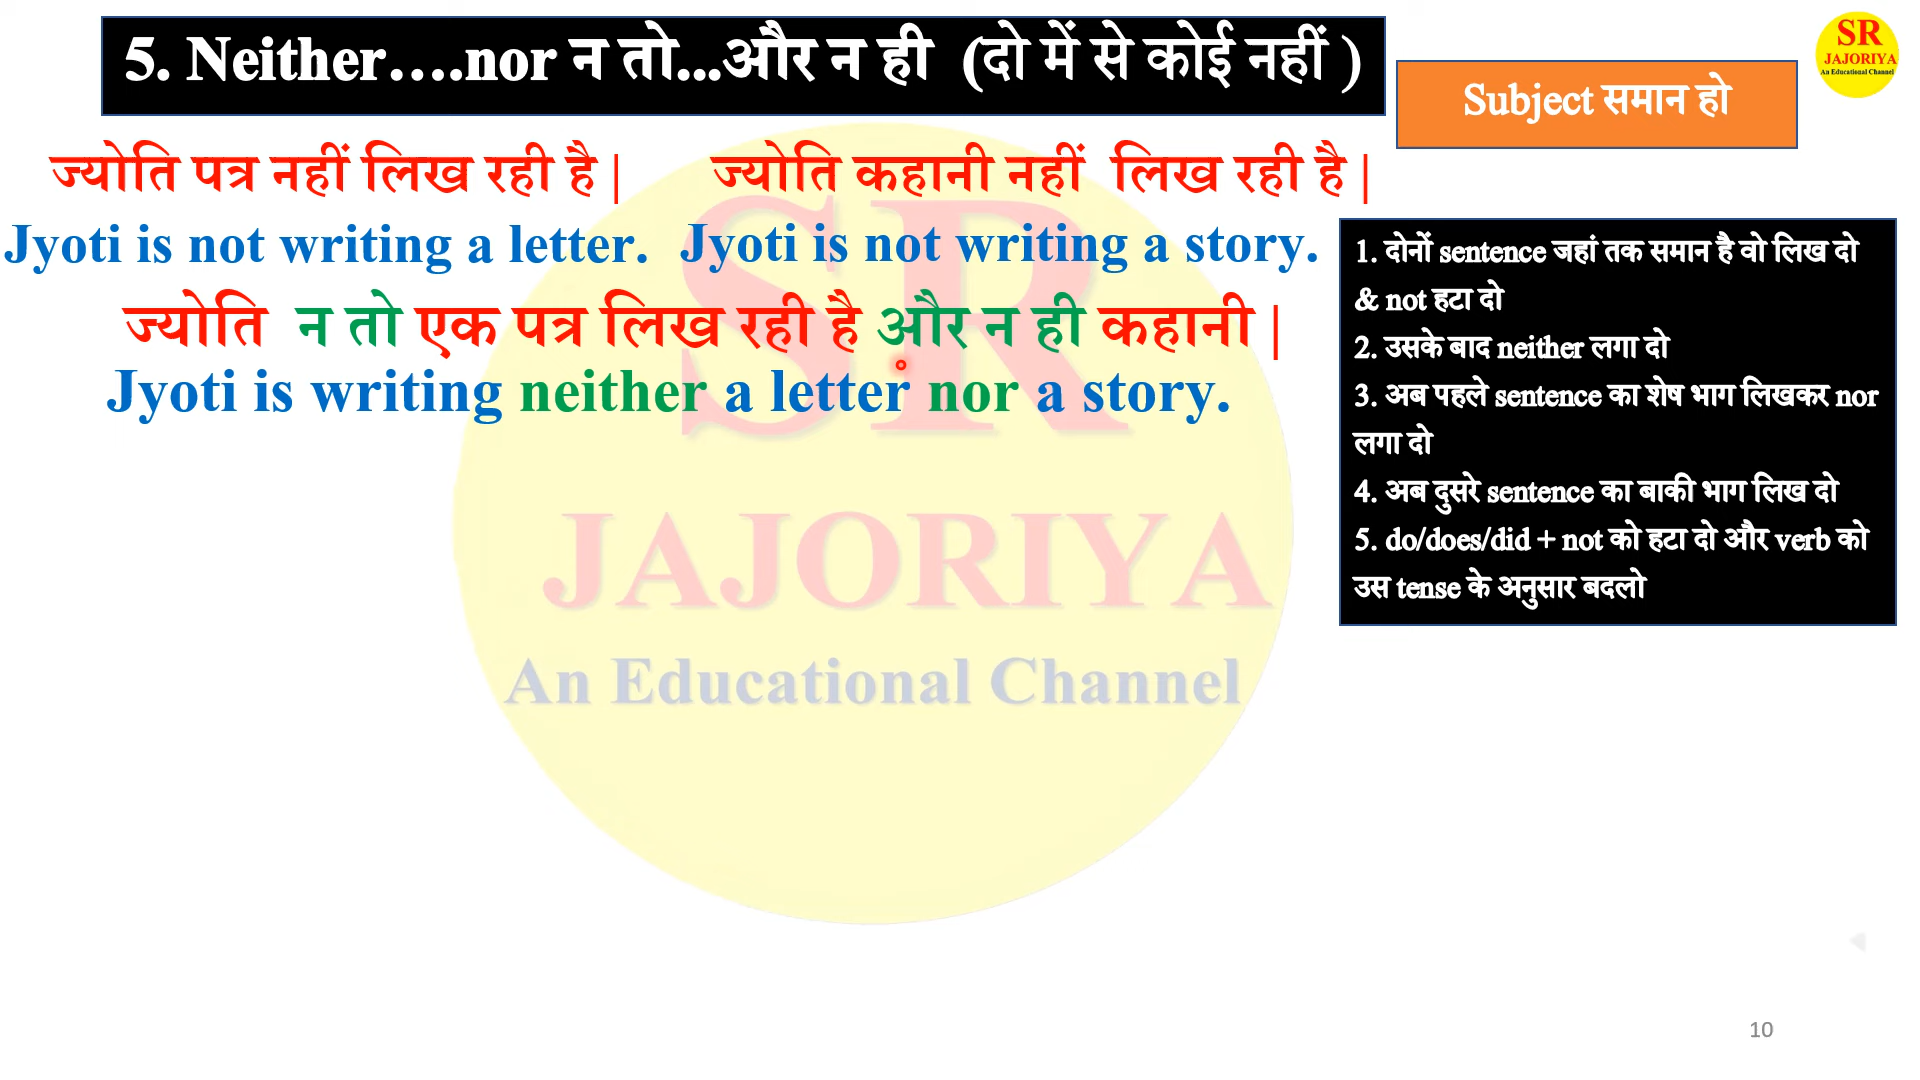 5. Neither….nor न तो...और न ही (दो में से कोई नहीं )
Subject समान हो
SR
JAJORIYA
An Educational Channel
ज्योति पत्र नहीं लिख रही है | ज्योति कहानी नहीं लिख रही है |
Jyoti is not writing a letter. Jyoti is not writing a story.
ज्योति न तो एक पत्र लिख रही है और न ही कहानी |
Jyoti is writing neither a letter nor a story.
1. दोनों sentence जहां तक समान है वो लिख दो
& not हटा दो
2. उसके बाद neither लगा दो
3. अब पहले sentence का शेष भाग लिखकर nor
लगा दो
4. अब दुसरे sentence का बाकी भाग लिख दो
5. do/does/did + not को हटा दो और verb को
उस tense के अनुसार बदलो
SR
JAJORIYA
An Educational Channel
10